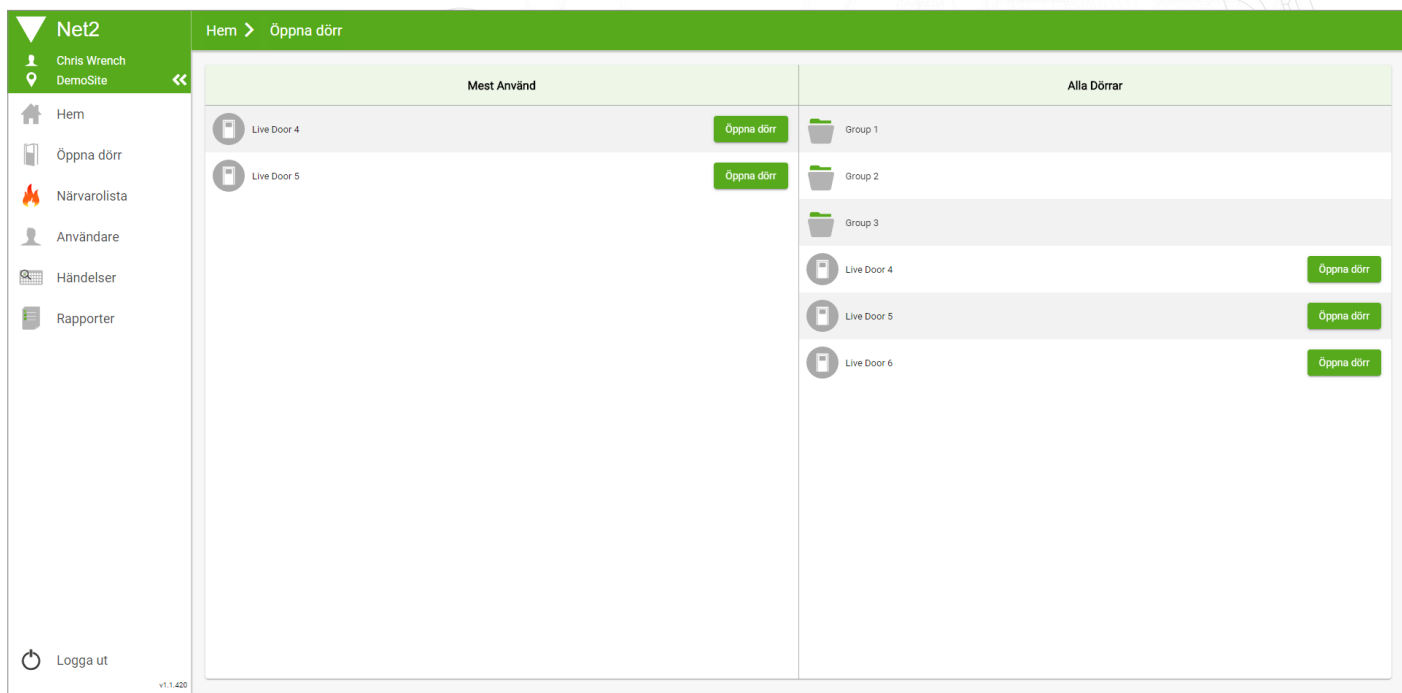 Net2
Chris Wrench
DemoSite
Hem
Öppna dörr
Närvarolista
Användare
Händelser
Rapporter
Logga ut
v1.1.420
Hem Öppna dörr
Mest Använd
Live Door 4 Öppna dörr
Live Door 5 Öppna dörr
Alla Dörrar
Group 1
Group 2
Group 3
Live Door 4 Öppna dörr
Live Door 5 Öppna dörr
Live Door 6 Öppna dörr